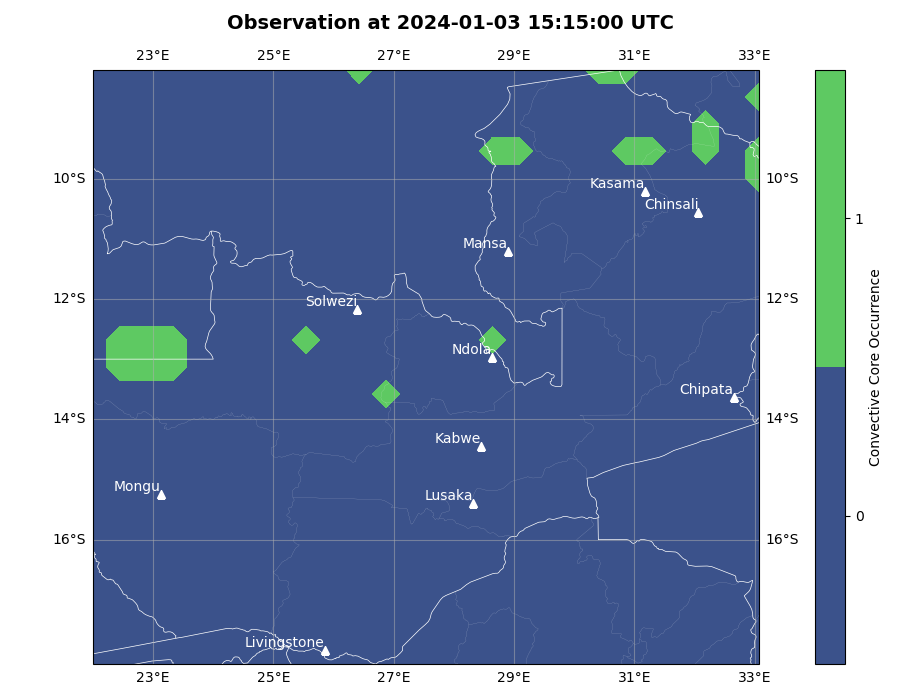 Observation at 2024-01-03 15:15:00 UTC
23°E 25°E 27°E 29°E 31°E 33°E
10°S 10°S
Kasama
Chinsali
1
Mansa
12°S 12°S
Solwezi
Ndola
Convective Core Occurrence
Chipata
14°S 14°S
Kabwe
Mongu
Lusaka
0
16°S 16°S
Livingstone
23°E 25°E 27°E 29°E 31°E 33°E